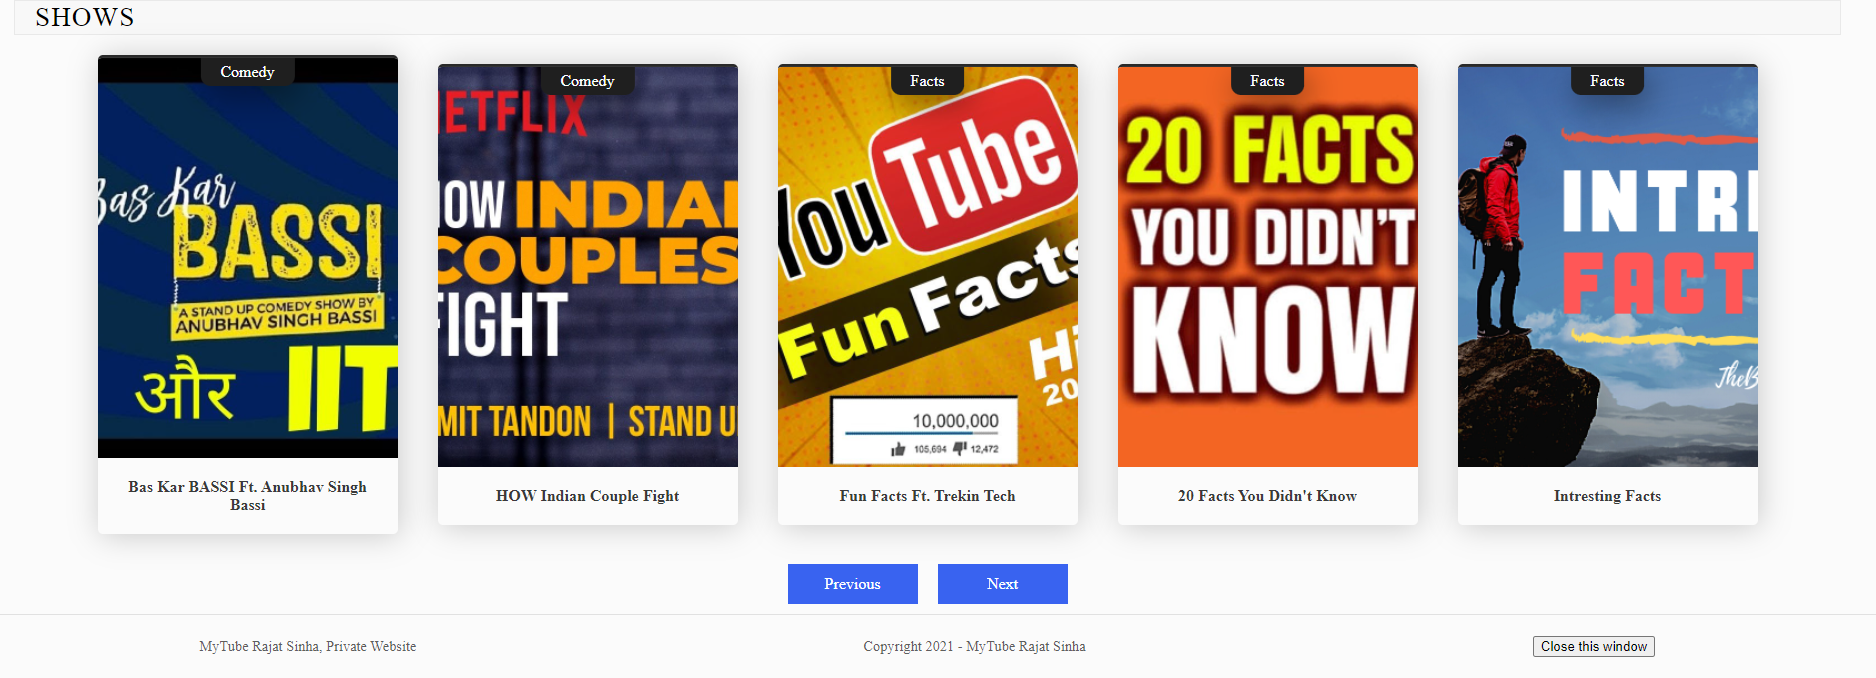 SHOWS
Comedy
Bas Kar
BASSI
A STAND UP COMEDY SHOW BY
ANUBHAV SINGH BASSI
और IIT
Bas Kar BASSI Ft. Anubhav Singh
Bassi
Comedy
ETFLIX
OW INDIAN
COUPLES
FIGHT
MIT TANDON | STAND U
HOW Indian Couple Fight
Facts
You Tube
Fun Facts
Hi
20
10,000,000
105,694 12,472
Fun Facts Ft. Trekin Tech
Facts
20 FACTS
YOU DIDN'T
KNOW
20 Facts You Didn't Know
Facts
INTRE
FACT
TheB
Intresting Facts
Previous Next
MyTube Rajat Sinha, Private Website
Copyright 2021 - MyTube Rajat Sinha
Close this window